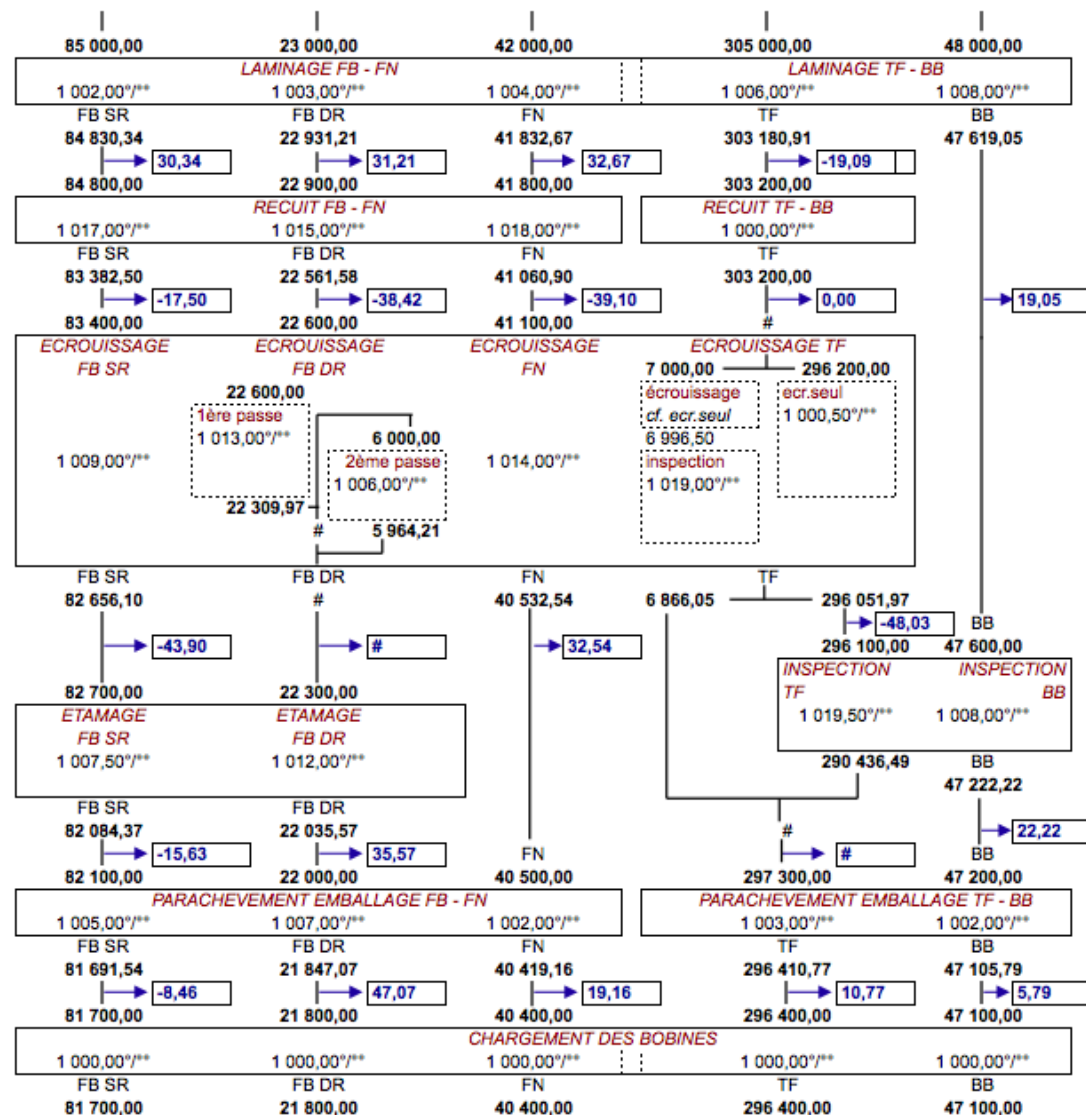 85 000,00 23 000,00 42 000,00 305 000,00 48 000,00
LAMINAGE FB - FN LAMINAGE TF - BB
1 002,00°/°° 1 003,00°/°° 1 004,00°/°° 1 006,00°/°° 1 008,00°/°°
FB SR FB DR FN TF BB
84 830,34 22 931,21 41 832,67 303 180,91 47 619,05
30,34 31,21 32,67 -19,09
84 800,00 22 900,00 41 800,00 303 200,00
RECUIT FB - FN RECUIT TF - BB
1 017,00°/°° 1 015,00°/°° 1 018,00°/°° 1 000,00°/°°
FB SR FB DR FN TF
83 382,50 22 561,58 41 060,90 303 200,00
-17,50 -38,42 -39,10 0,00 19,05
83 400,00 22 600,00 41 100,00 #
ECROUISSAGE ECROUISSAGE ECROUISSAGE ECROUISSAGE TF
FB SR FB DR FN 7 000,00 296 200,00
22 600,00 écrouissage ecr.seul
1ère passe cf. ecr.seul 1 000,50°/°°
1 013,00°/°° 6 000,00 6 996,50
1 009,00°/°° 2ème passe 1 014,00°/°° inspection
1 006,00°/°° 1 019,00°/°°
22 309,97
# 5 964,21
FB SR FB DR FN TF
82 656,10 # 40 532,54 6 866,05 296 051,97
-48,03 BB
-43,90 # 32,54 296 100,00 47 600,00
INSPECTION INSPECTION
82 700,00 22 300,00 TF BB
ETAMAGE ETAMAGE 1 019,50°/°° 1 008,00°/°°
FB SR FB DR
1 007,50°/°° 1 012,00°/°° 290 436,49 BB
47 222,22
FB SR FB DR
82 084,37 22 035,57 # 22,22
-15,63 35,57 FN # BB
82 100,00 22 000,00 40 500,00 297 300,00 47 200,00
PARACHEVEMENT EMBALLAGE FB - FN PARACHEVEMENT EMBALLAGE TF - BB
1 005,50°/°° 1 007,00°/°° 1 002,00°/°° 1 003,00°/°° 1 002,00°/°°
FB SR FB DR FN TF BB
81 691,54 21 847,07 40 419,16 296 410,77 47 105,79
-8,46 47,07 19,16 10,77 5,79
81 700,00 21 800,00 40 400,00 296 400,00 47 100,00
CHARGEMENT DES BOBINES
1 000,00°/°° 1 000,00°/°° 1 000,00°/°° 1 000,00°/°° 1 000,00°/°°
FB SR FB DR FN TF BB
81 700,00 21 800,00 40 400,00 296 400,00 47 100,00